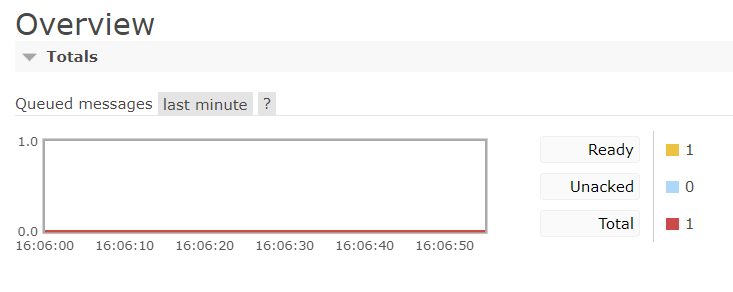 Overview
Totals
Queued messages last minute ?
1.0
0.0
16:06:00 16:06:10 16:06:20 16:06:30 16:06:40 16:06:50
Ready 1
Unacked 0
Total 1